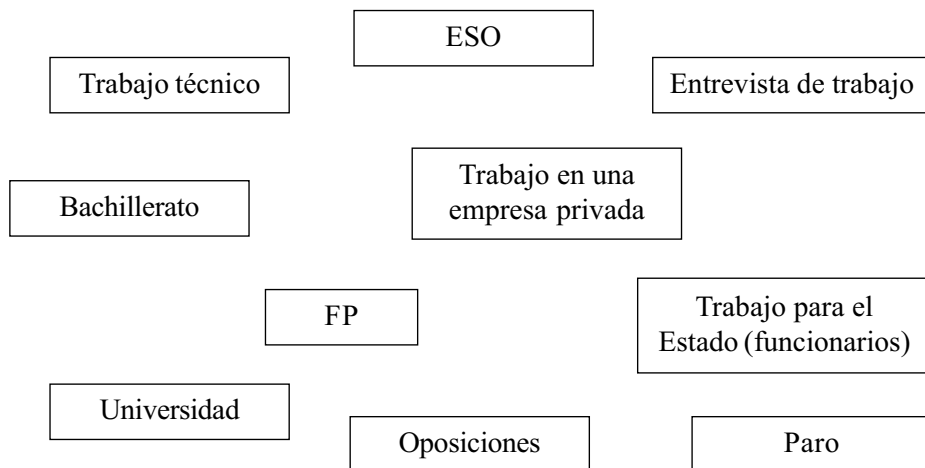 ESO
Trabajo técnico
Entrevista de trabajo
Trabajo en una
empresa privada
Bachillerato
FP
Trabajo para el
Estado (funcionarios)
Universidad
Oposiciones
Paro